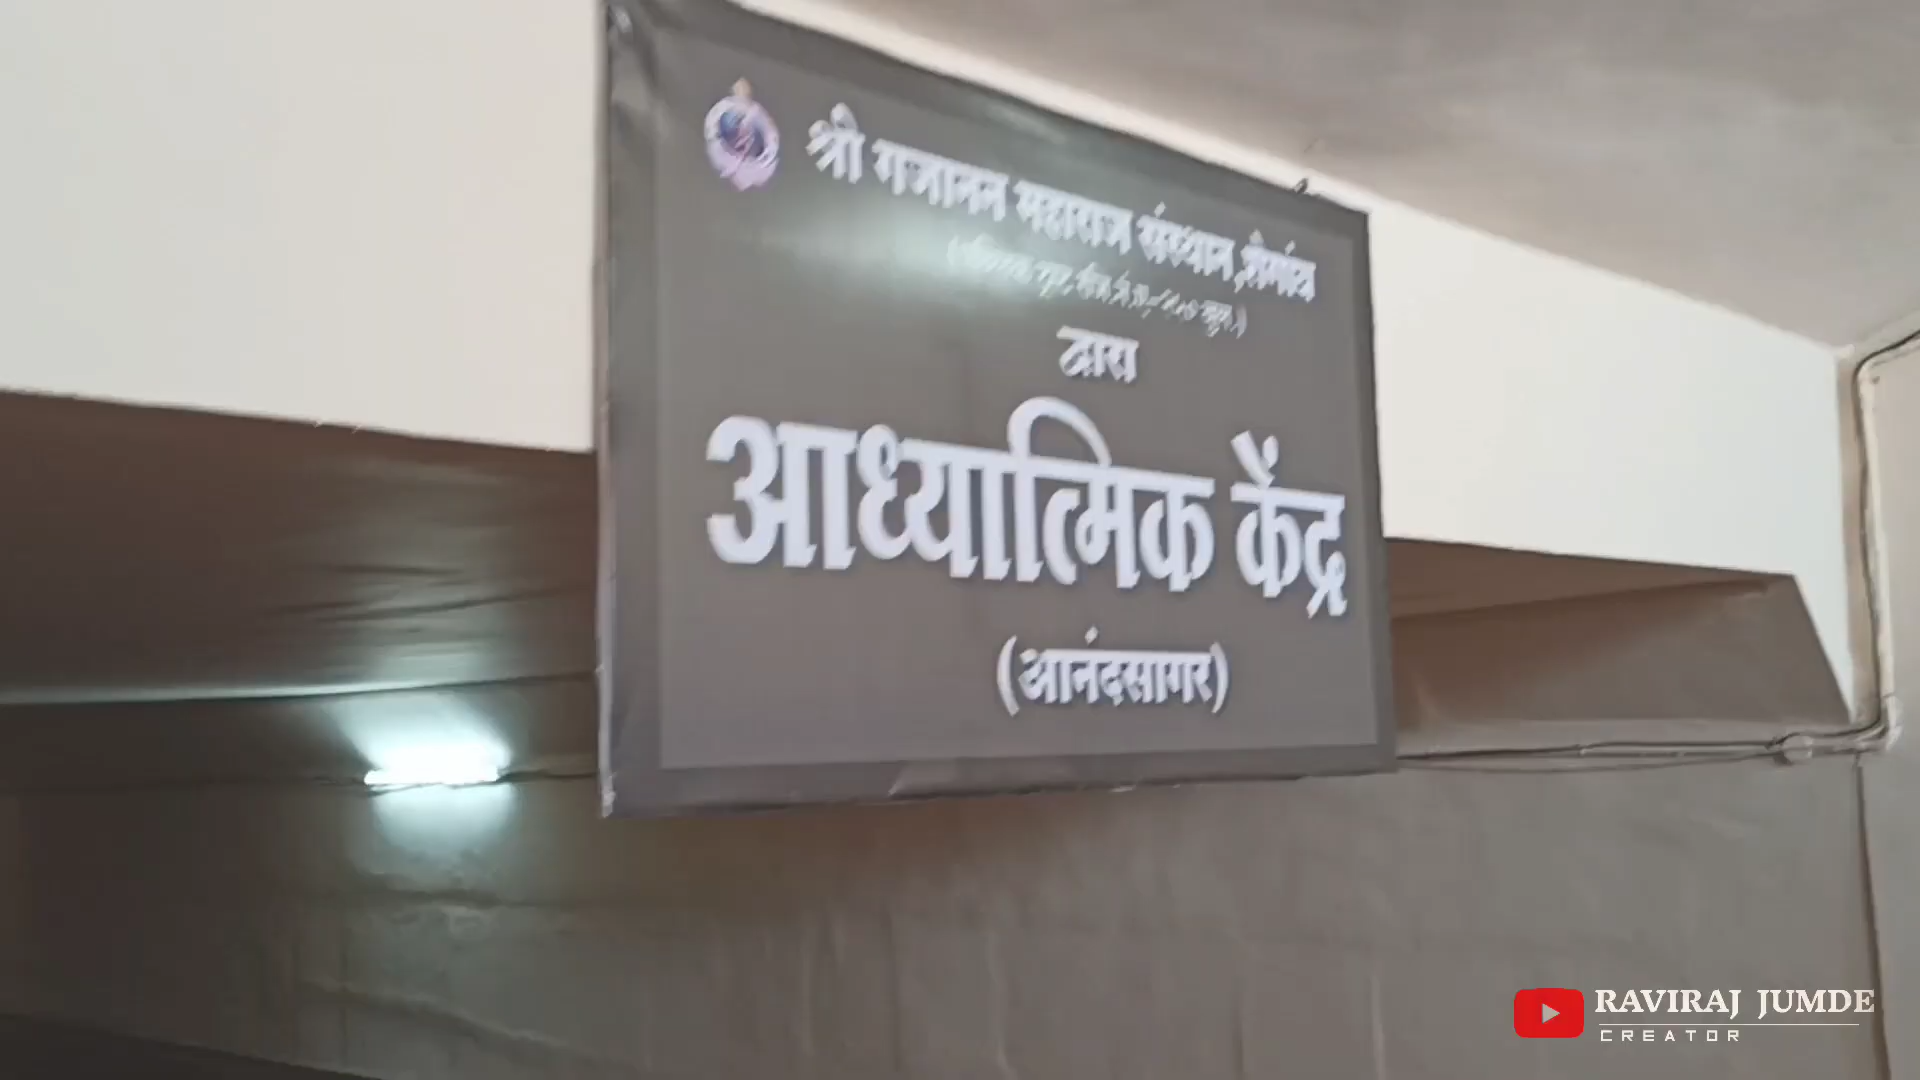 श्री गजानन महाराज संस्थान, शेगांव
द्वारा
आध्यात्मिक केंद्र
(आनंदसागर)
RAVIRAJ JUMDE
CREATOR